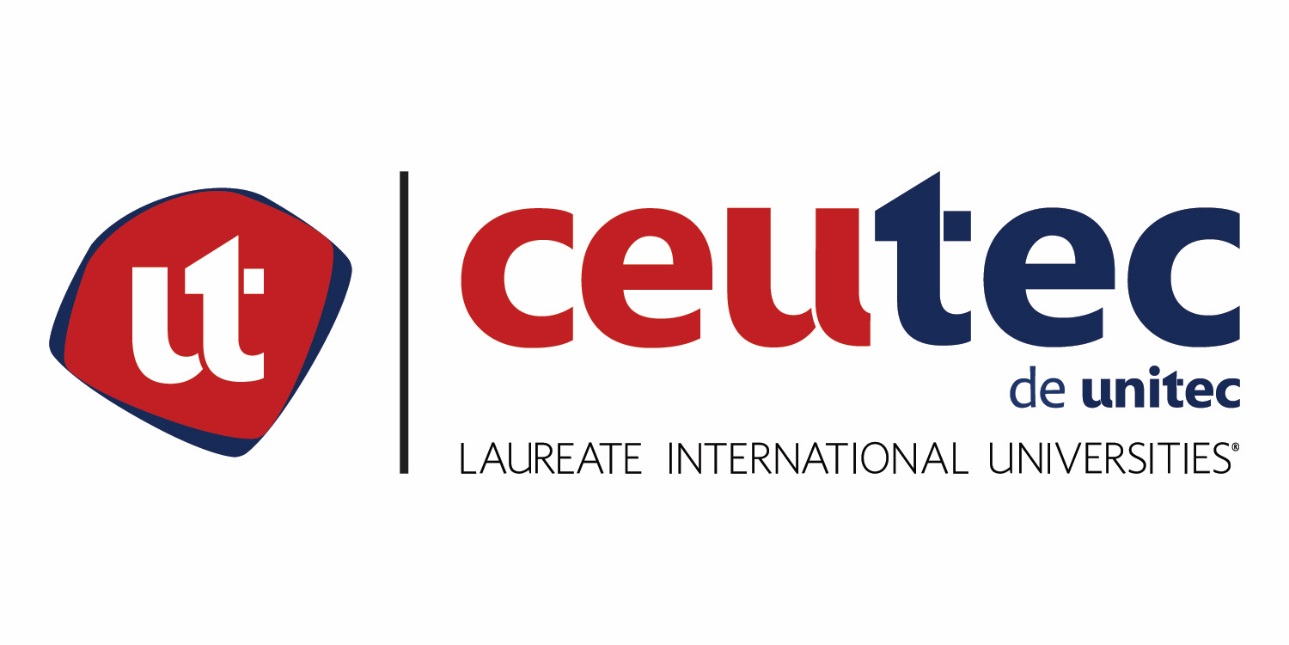 ut
ceutec
de unitec
LAUREATE INTERNATIONAL UNIVERSITIES®